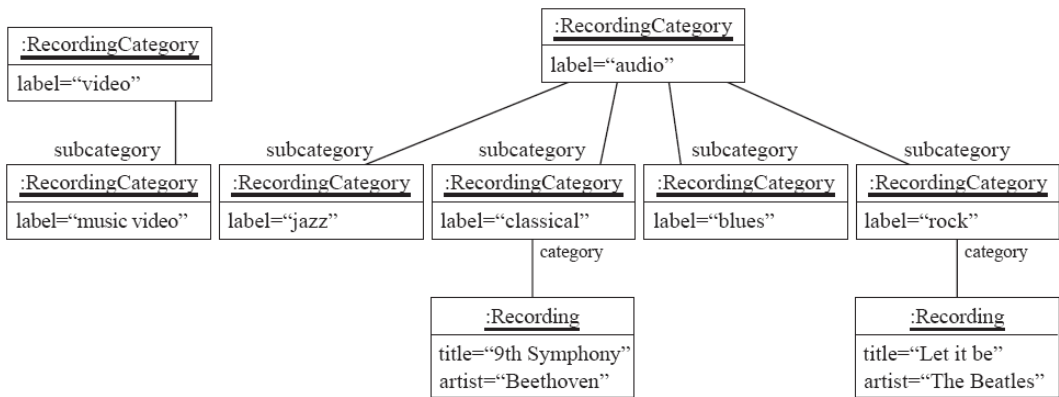 :RecordingCategory
label=“video”
:RecordingCategory
label=“audio”
subcategory
subcategory
subcategory
subcategory
subcategory
:RecordingCategory
label=“music video”
:RecordingCategory
label=“jazz”
:RecordingCategory
label=“classical”
:RecordingCategory
label=“blues”
:RecordingCategory
label=“rock”
category
category
:Recording
title=“9th Symphony”
artist=“Beethoven”
:Recording
title=“Let it be”
artist=“The Beatles”